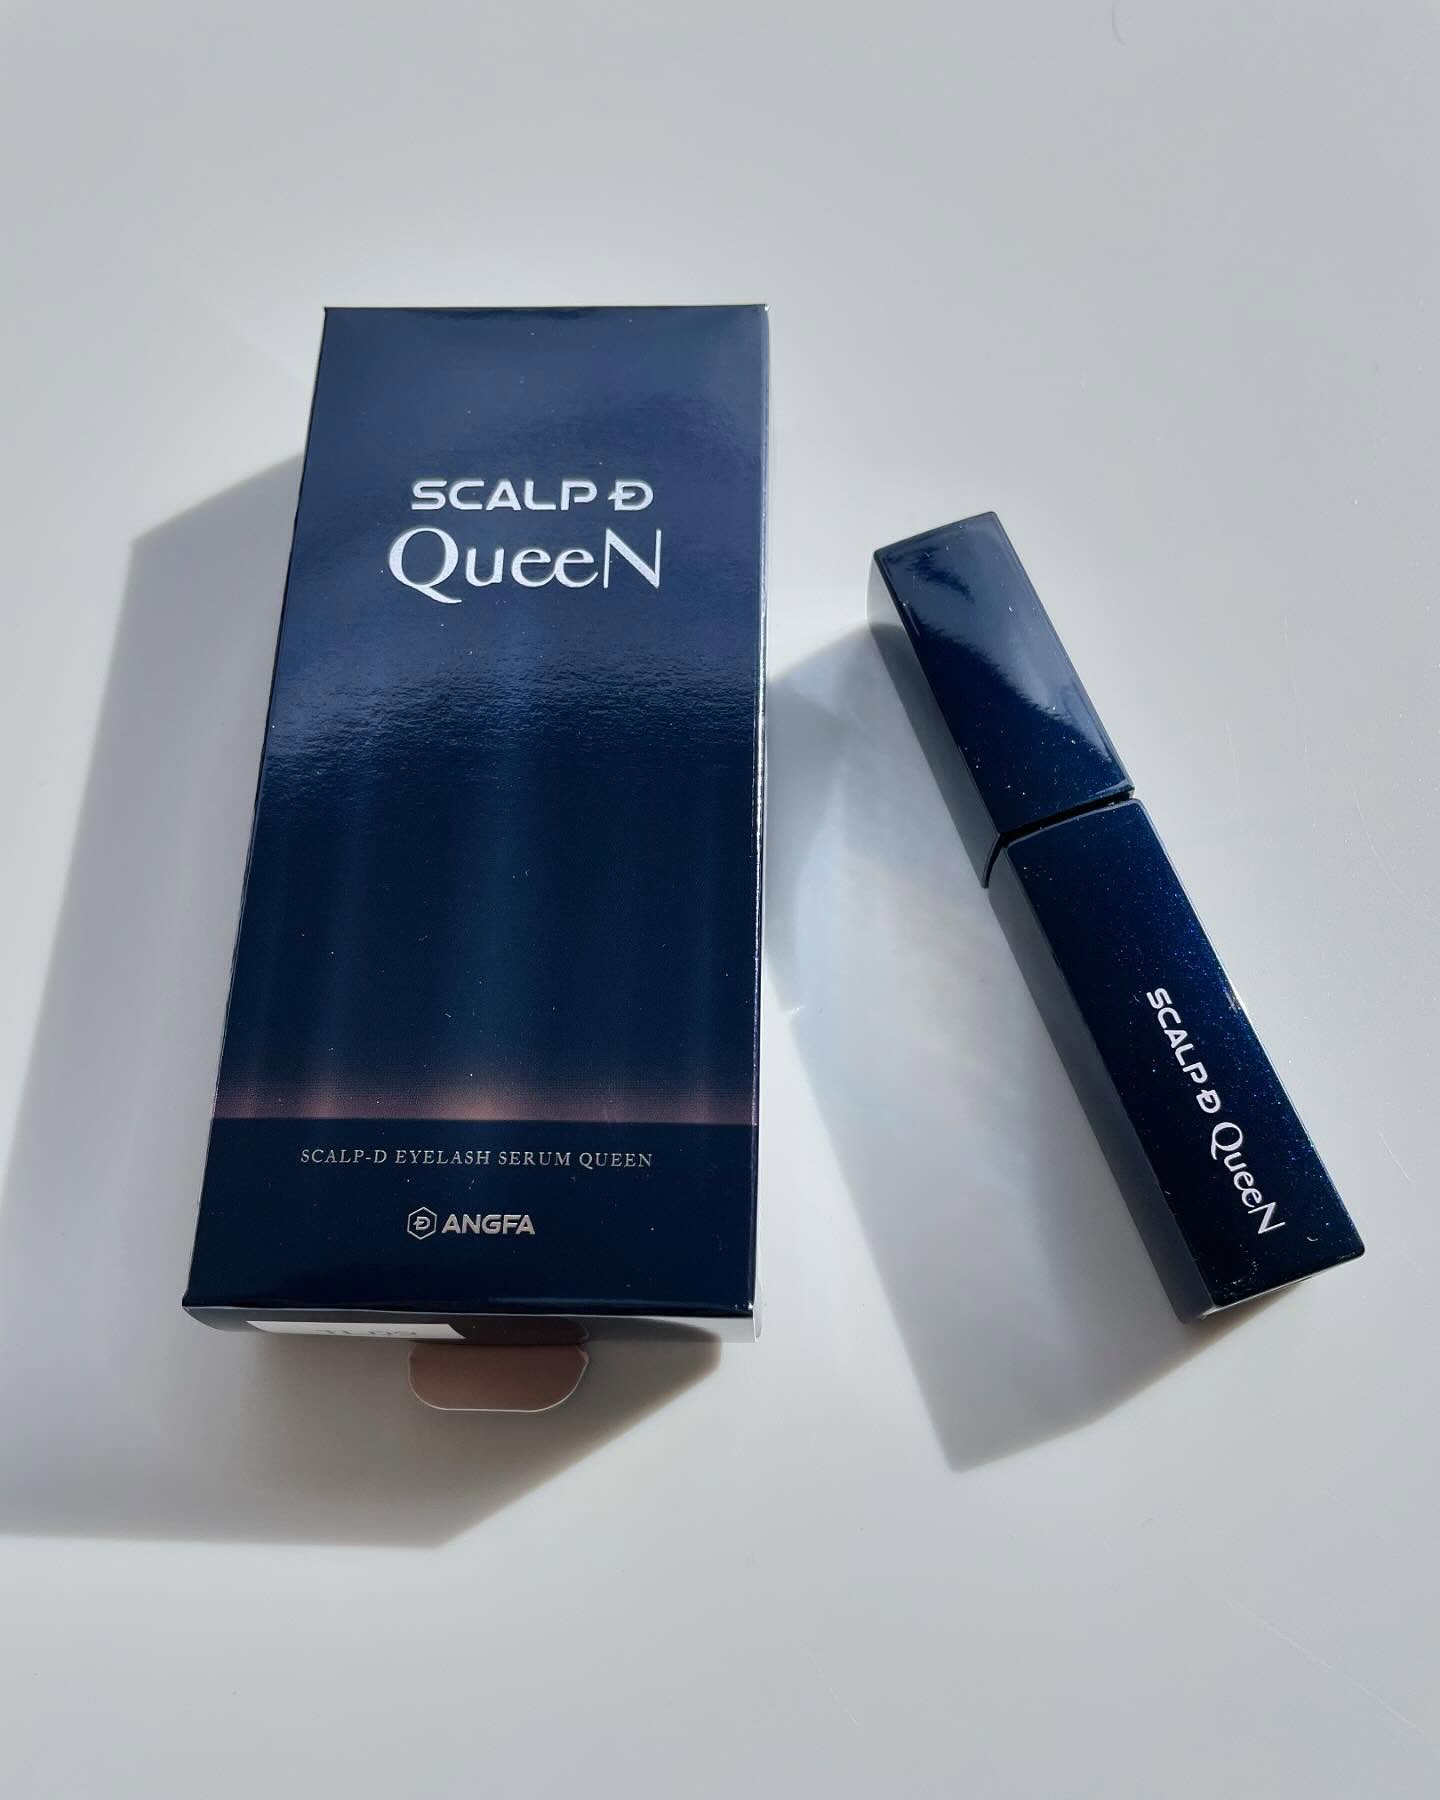 SCALP Đ
QueeN
SCALP-D EYELASH SERUM QUEEN
Đ ANGFA
SCALP Đ QueeN